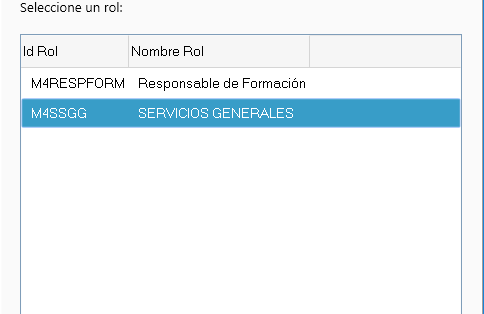 Seleccione un rol:
Id Rol Nombre Rol
M4RESPFORM Responsable de Formación
M4SSGG SERVICIOS GENERALES